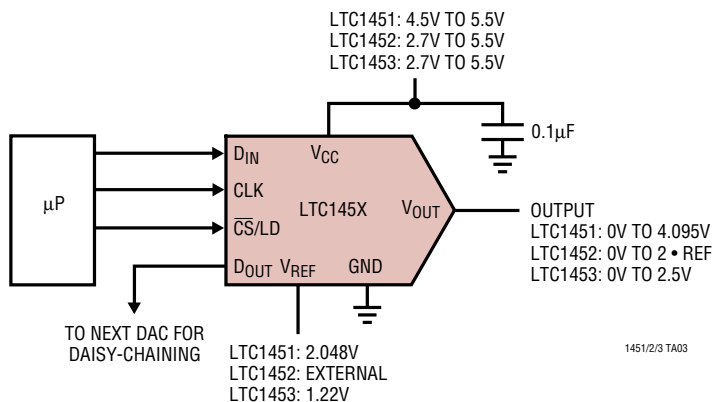 LTC1451: 4.5V TO 5.5V
LTC1452: 2.7V TO 5.5V
LTC1453: 2.7V TO 5.5V
0.1µF
µP
DIN
VCC
CLK
LTC145X
VOUT
CS/LD
DOUT
VREF
GND
OUTPUT
LTC1451: 0V TO 4.095V
LTC1452: 0V TO 2 • REF
LTC1453: 0V TO 2.5V
TO NEXT DAC FOR
DAISY-CHAINING
LTC1451: 2.048V
LTC1452: EXTERNAL
LTC1453: 1.22V
1451/2/3 TA03